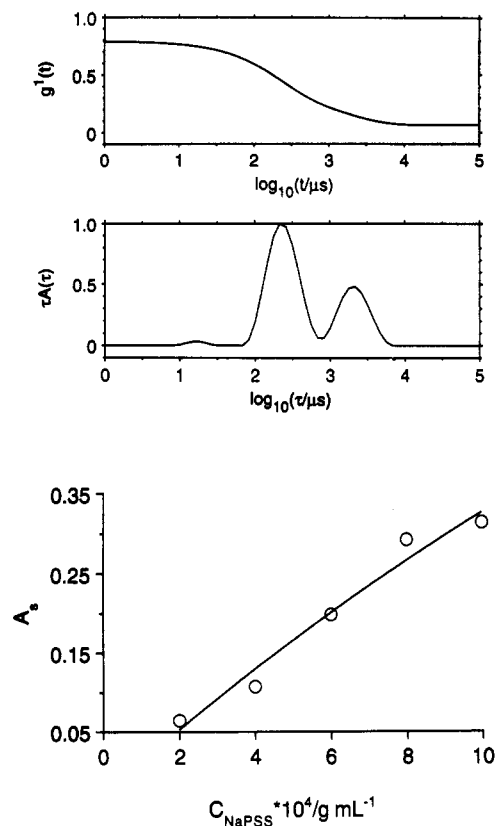 1.0
0.5
0
g¹(t)
0 1 2 3 4 5
log₁₀(t/μs)
1.0
0.5
0
τA(τ)
0 1 2 3 4 5
log₁₀(τ/μs)
0.35
0.25
0.15
0.05
Aₛ
0 2 4 6 8 10
C_NaPSS*10⁴/g mL⁻¹